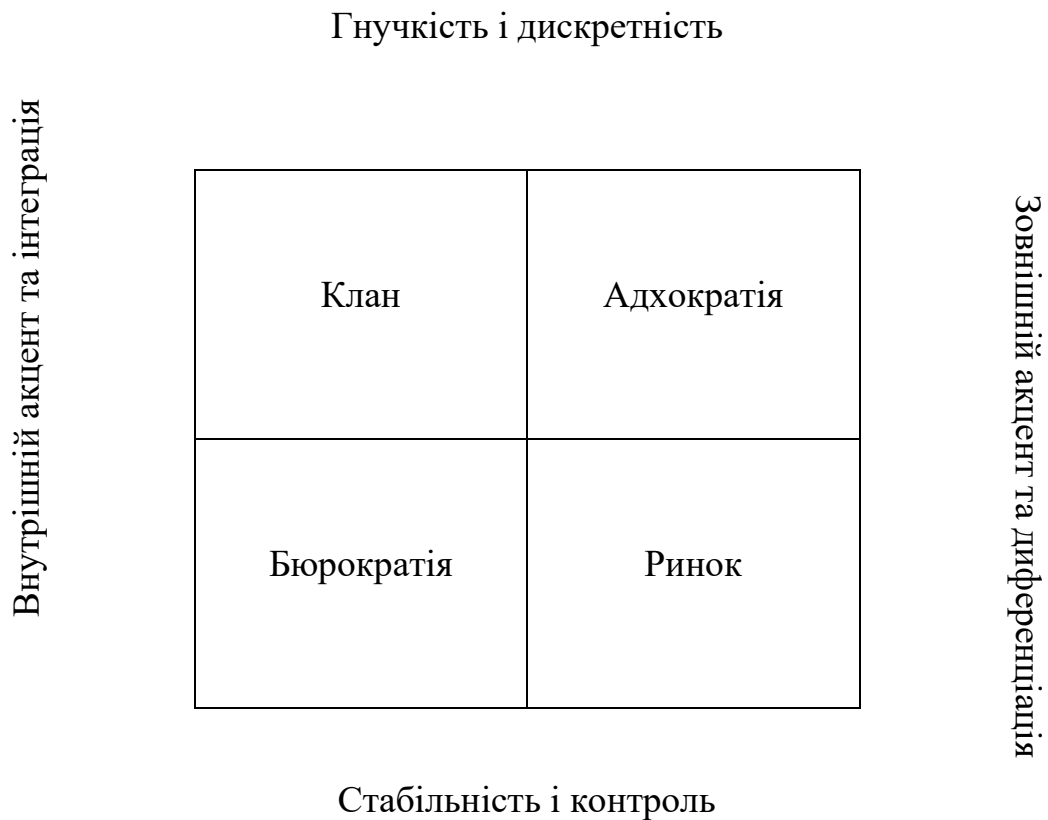 Гнучкість і дискретність
Внутрішній акцент та інтеграція
Клан
Адхократія
Зовнішній акцент та диференціація
Бюрократія
Ринок
Стабільність і контроль